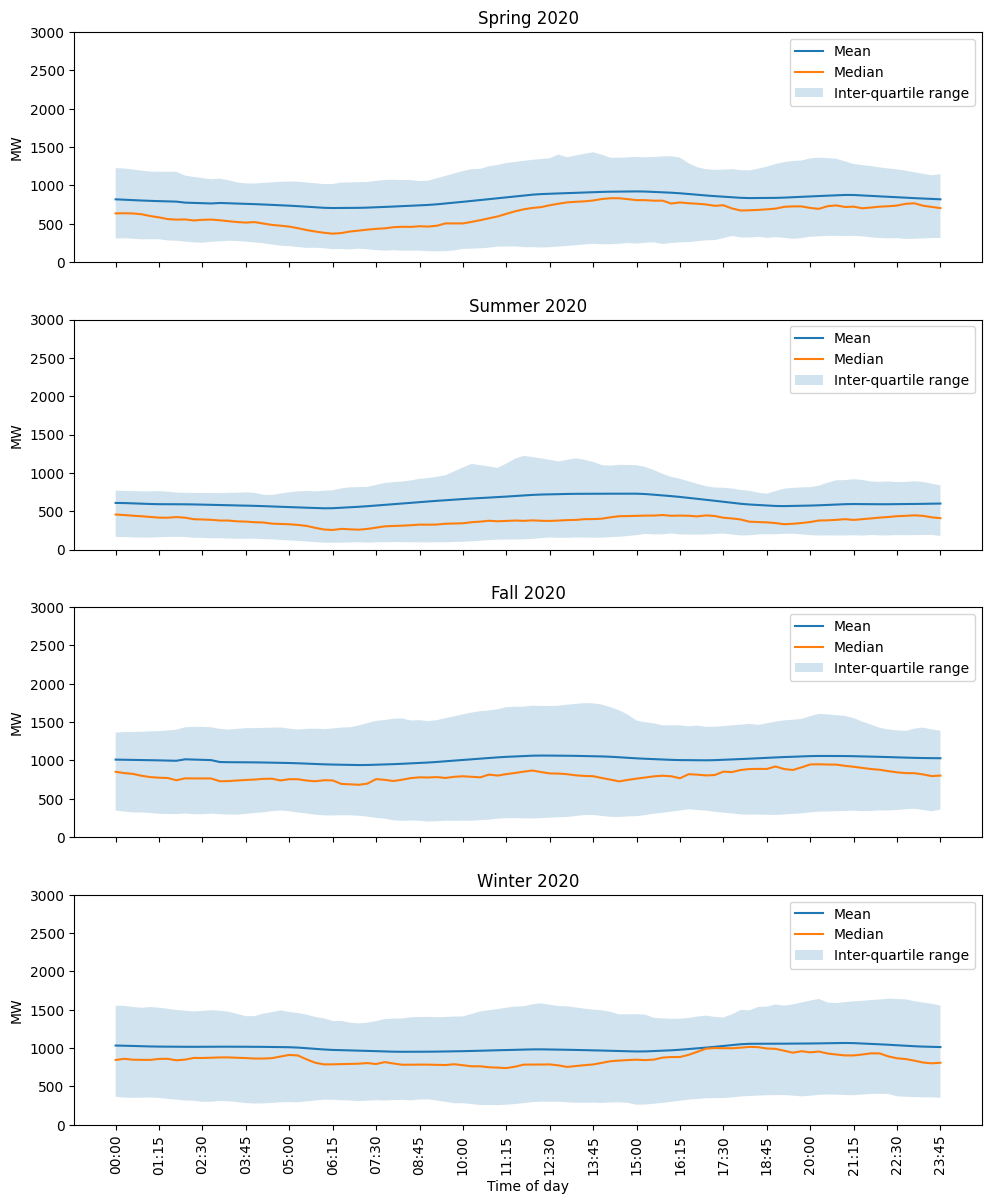 Spring 2020
3000
2500
2000
1500
1000
500
0
MW
Mean
Median
Inter-quartile range
Summer 2020
3000
2500
2000
1500
1000
500
0
MW
Mean
Median
Inter-quartile range
Fall 2020
3000
2500
2000
1500
1000
500
0
MW
Mean
Median
Inter-quartile range
Winter 2020
3000
2500
2000
1500
1000
500
0
MW
Mean
Median
Inter-quartile range
00:00
01:15
02:30
03:45
05:00
06:15
07:30
08:45
10:00
11:15
12:30
13:45
15:00
16:15
17:30
18:45
20:00
21:15
22:30
23:45
Time of day